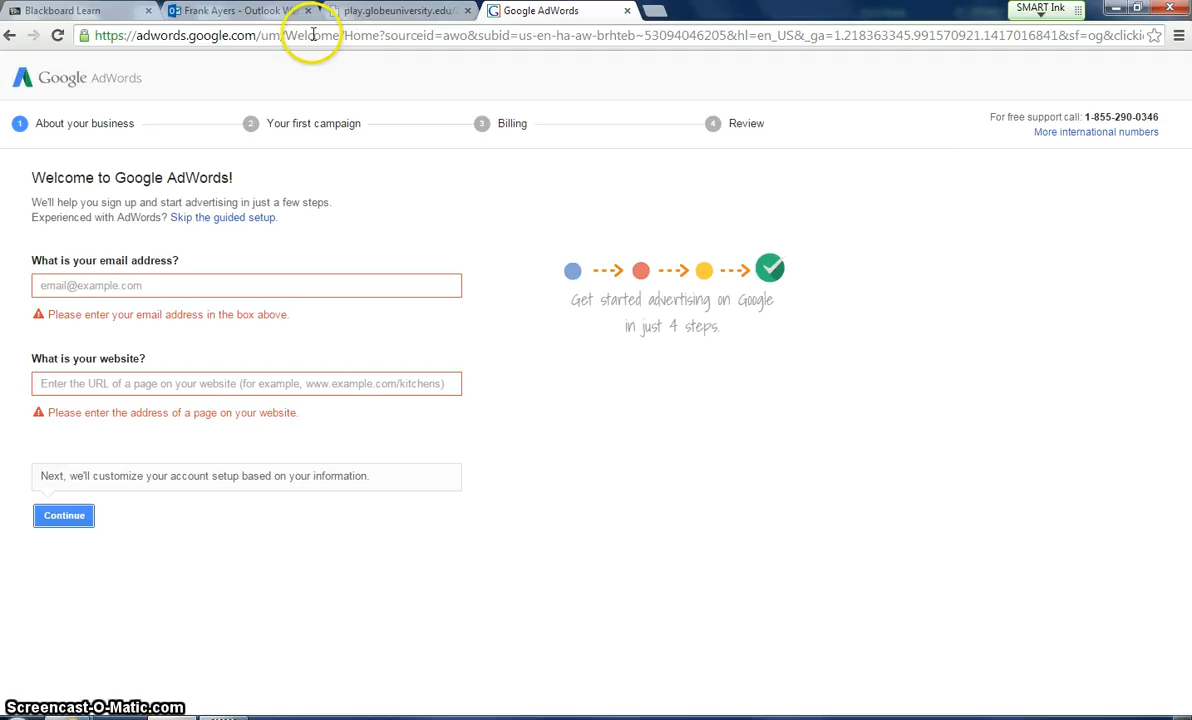 Blackboard Learn
Frank Ayers - Outlook W
play.globeuniversity.edu/
Google AdWords
SMART Ink
https://adwords.google.com/um/Welcome/Home?sourceid=awo&subid=us-en-ha-aw-brhteb~53094046205&hl=en_US&_ga=1.218363345.991570921.1417016841&sf=og&clicki
Google AdWords
1 About your business
2 Your first campaign
3 Billing
4 Review
For free support call: 1-855-290-0346
More international numbers
Welcome to Google AdWords!
We'll help you sign up and start advertising in just a few steps.
Experienced with AdWords? Skip the guided setup.
What is your email address?
email@example.com
Please enter your email address in the box above.
What is your website?
Enter the URL of a page on your website (for example, www.example.com/kitchens)
Please enter the address of a page on your website.
Next, we'll customize your account setup based on your information.
Continue
Get started advertising on Google
in just 4 steps.
Screencast-O-Matic.com